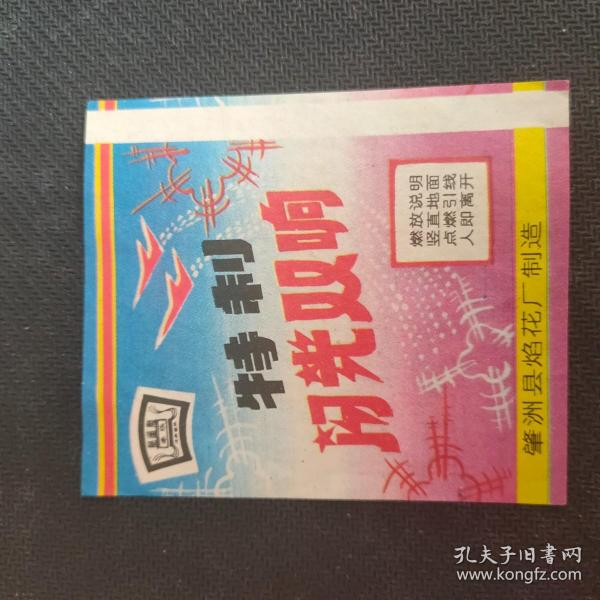 特制
闪光双响
燃放说明
竖直地面
点燃引线
人即离开
肇洲县焰花厂制造
孔夫子旧书网
www.kongfz.com